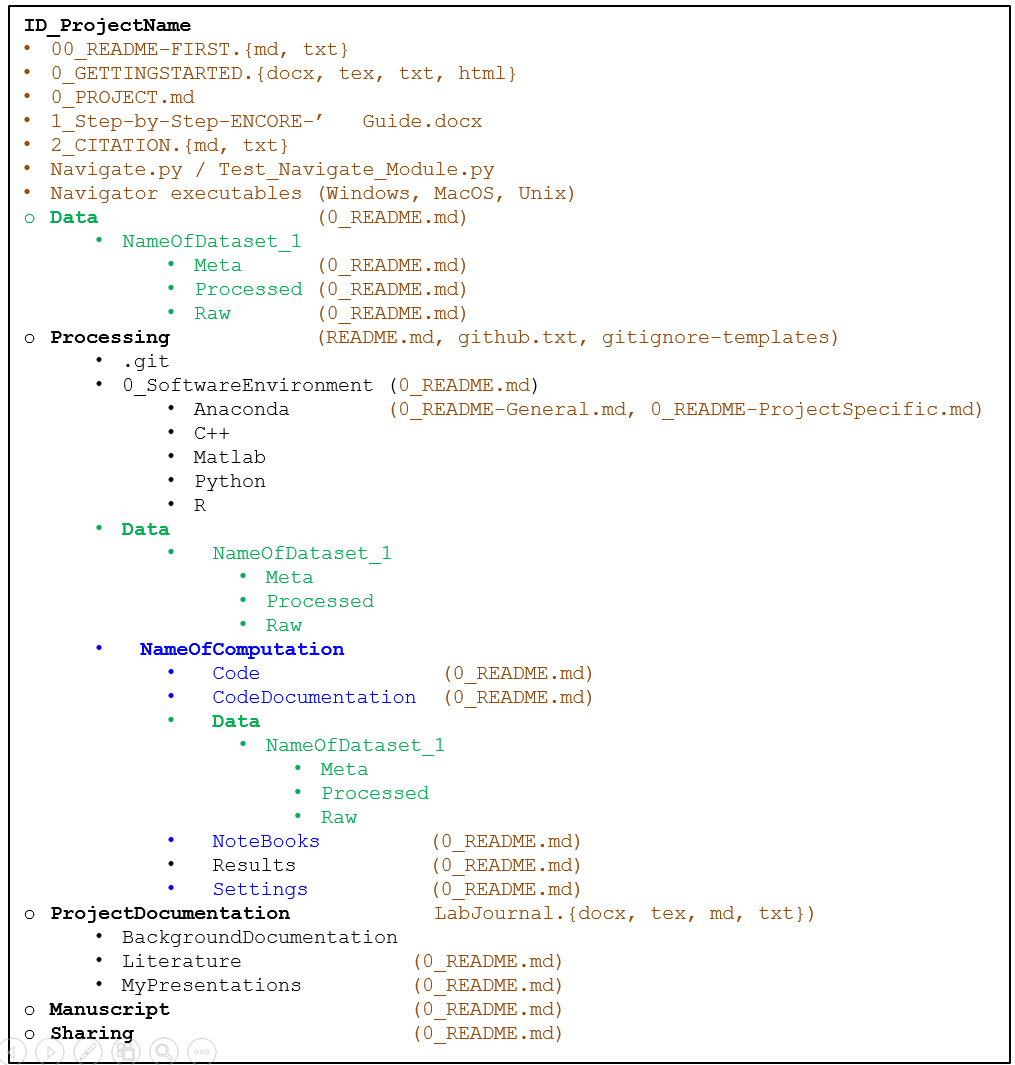 ID_ProjectName
• 00_README-FIRST.{md, txt}
• 0_GETTINGSTARTED.{docx, tex, txt, html}
• 0_PROJECT.md
• 1_Step-by-Step-ENCORE-’ Guide.docx
• 2_CITATION.{md, txt}
• Navigate.py / Test_Navigate_Module.py
• Navigator executables (Windows, MacOS, Unix)
o Data (0_README.md)
• NameOfDataset_1
• Meta (0_README.md)
• Processed (0_README.md)
• Raw (0_README.md)
o Processing (README.md, github.txt, gitignore-templates)
• .git
• 0_SoftwareEnvironment (0_README.md)
• Anaconda (0_README-General.md, 0_README-ProjectSpecific.md)
• C++
• Matlab
• Python
• R
• Data
• NameOfDataset_1
• Meta
• Processed
• Raw
• NameOfComputation
• Code (0_README.md)
• CodeDocumentation (0_README.md)
• Data
• NameOfDataset_1
• Meta
• Processed
• Raw
• NoteBooks (0_README.md)
• Results (0_README.md)
• Settings (0_README.md)
o ProjectDocumentation LabJournal.{docx, tex, md, txt})
• BackgroundDocumentation
• Literature (0_README.md)
• MyPresentations (0_README.md)
o Manuscript (0_README.md)
o Sharing (0_README.md)